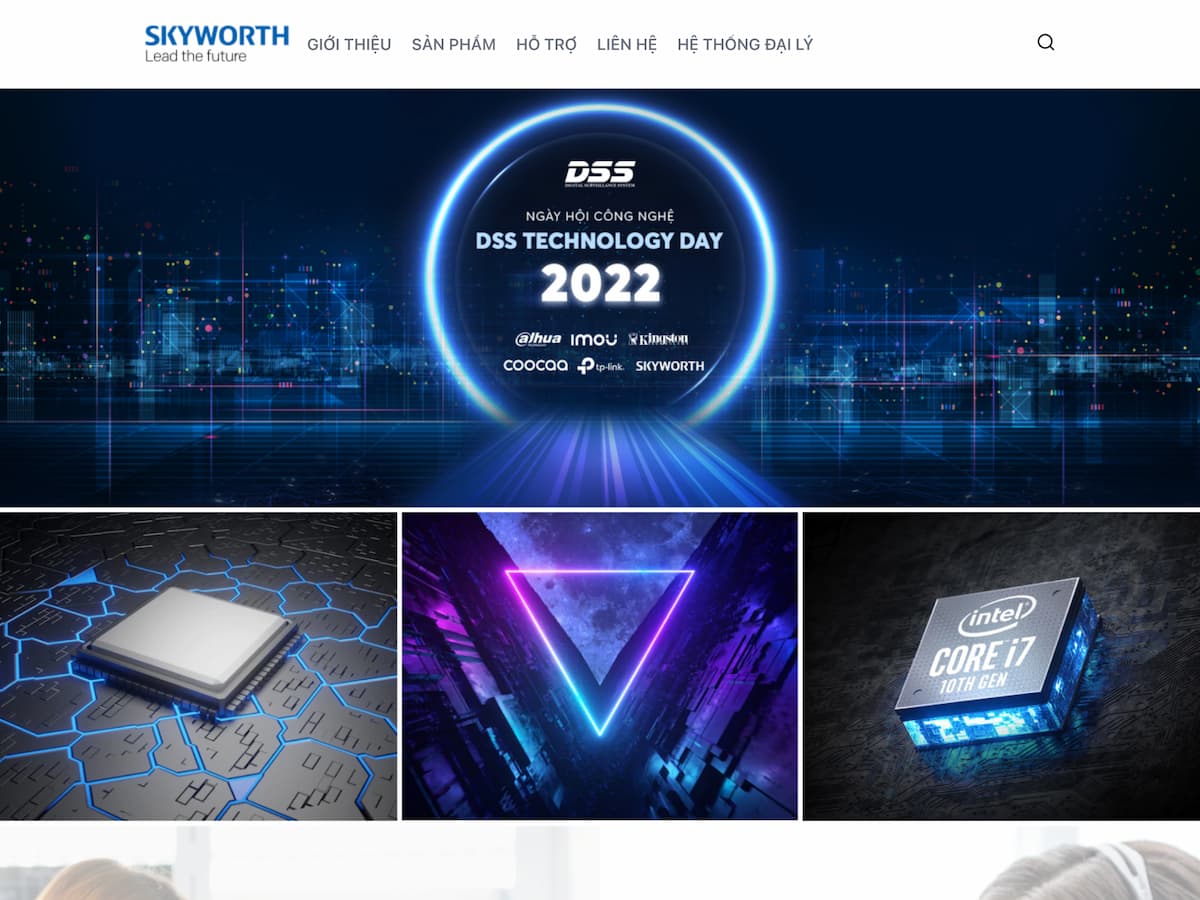 SKYWORTH
Lead the future
GIỚI THIỆU SẢN PHẨM HỖ TRỢ LIÊN HỆ HỆ THỐNG ĐẠI LÝ
DSS
DIGITAL SURVEILLANCE SYSTEM
NGÀY HỘI CÔNG NGHỆ
DSS TECHNOLOGY DAY
2022
alhua imou Kingston
coocaa tp-link SKYWORTH
intel
CORE i7
10TH GEN